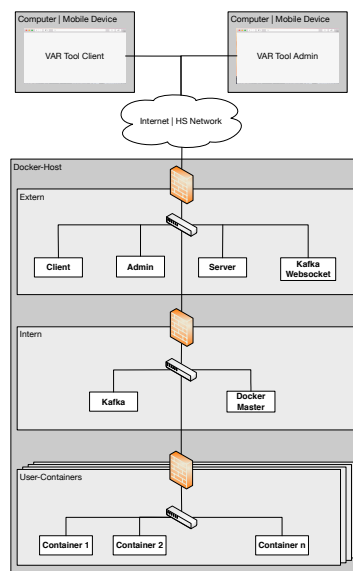 Computer | Mobile Device
Computer | Mobile Device
VAR Tool Client
VAR Tool Admin
Internet | HS Network
Docker-Host
Extern
Client
Admin
Server
Kafka
Websocket
Intern
Kafka
Docker
Master
User-Containers
Container 1
Container 2
Container n